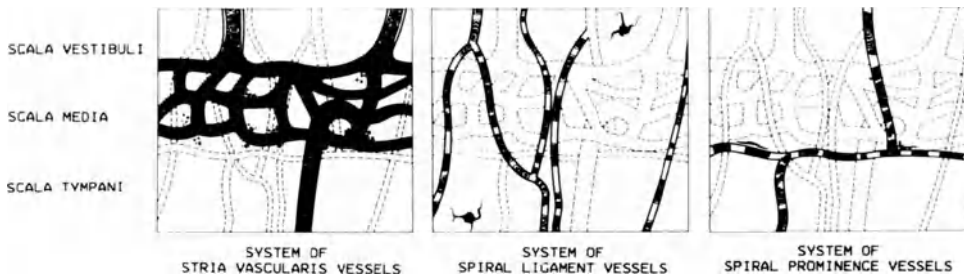 SCALA VESTIBULI
SCALA MEDIA
SCALA TYMPANI
SYSTEM OF
STRIA VASCULARIS VESSELS
SYSTEM OF
SPIRAL LIGAMENT VESSELS
SYSTEM OF
SPIRAL PROMINENCE VESSELS